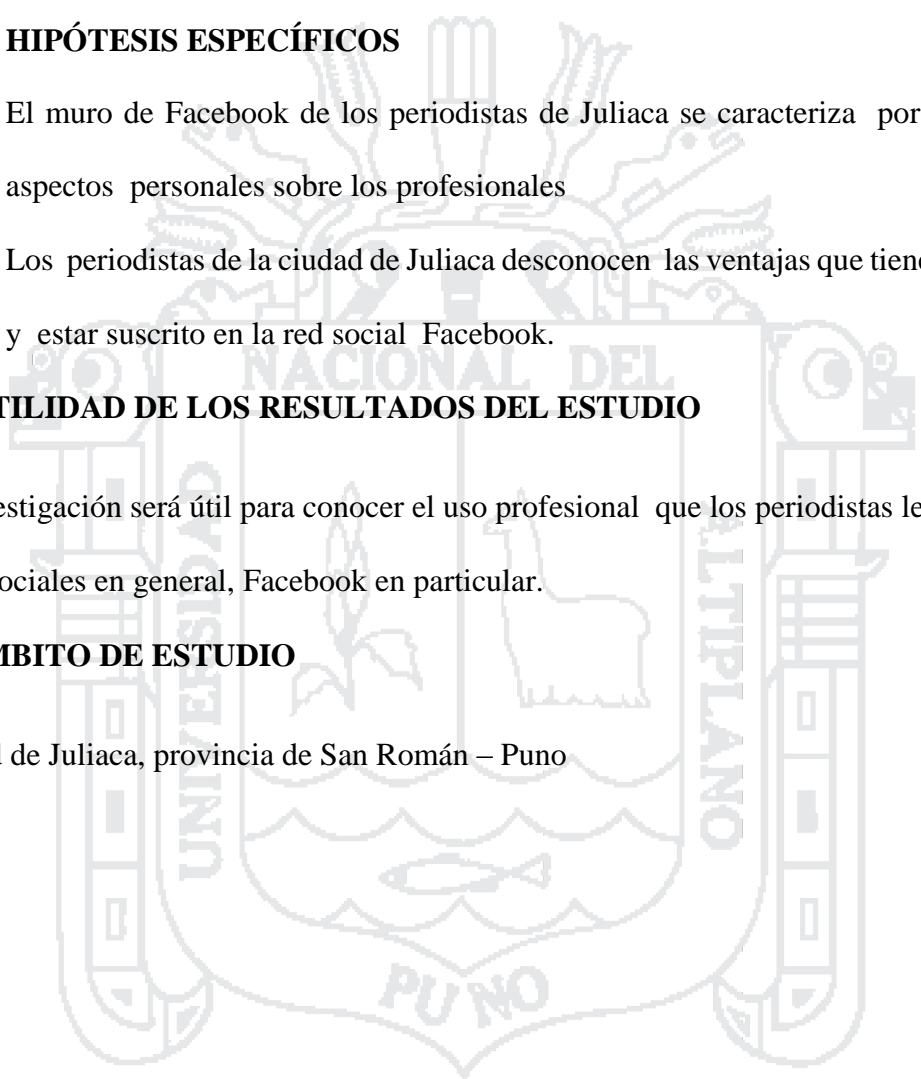 HIPÓTESIS ESPECÍFICOS
El muro de Facebook de los periodistas de Juliaca se caracteriza por
aspectos personales sobre los profesionales
Los periodistas de la ciudad de Juliaca desconocen las ventajas que
y estar suscrito en la red social Facebook.
NACIONAL DEL
TILIDAD DE LOS RESULTADOS DEL ESTUDIO
estigación será útil para conocer el uso profesional que los periodistas le
ociales en general, Facebook en particular.
MBITO DE ESTUDIO
d de Juliaca, provincia de San Román – Puno
UNIVERSIDAD
ALTIPLANO
PUNO